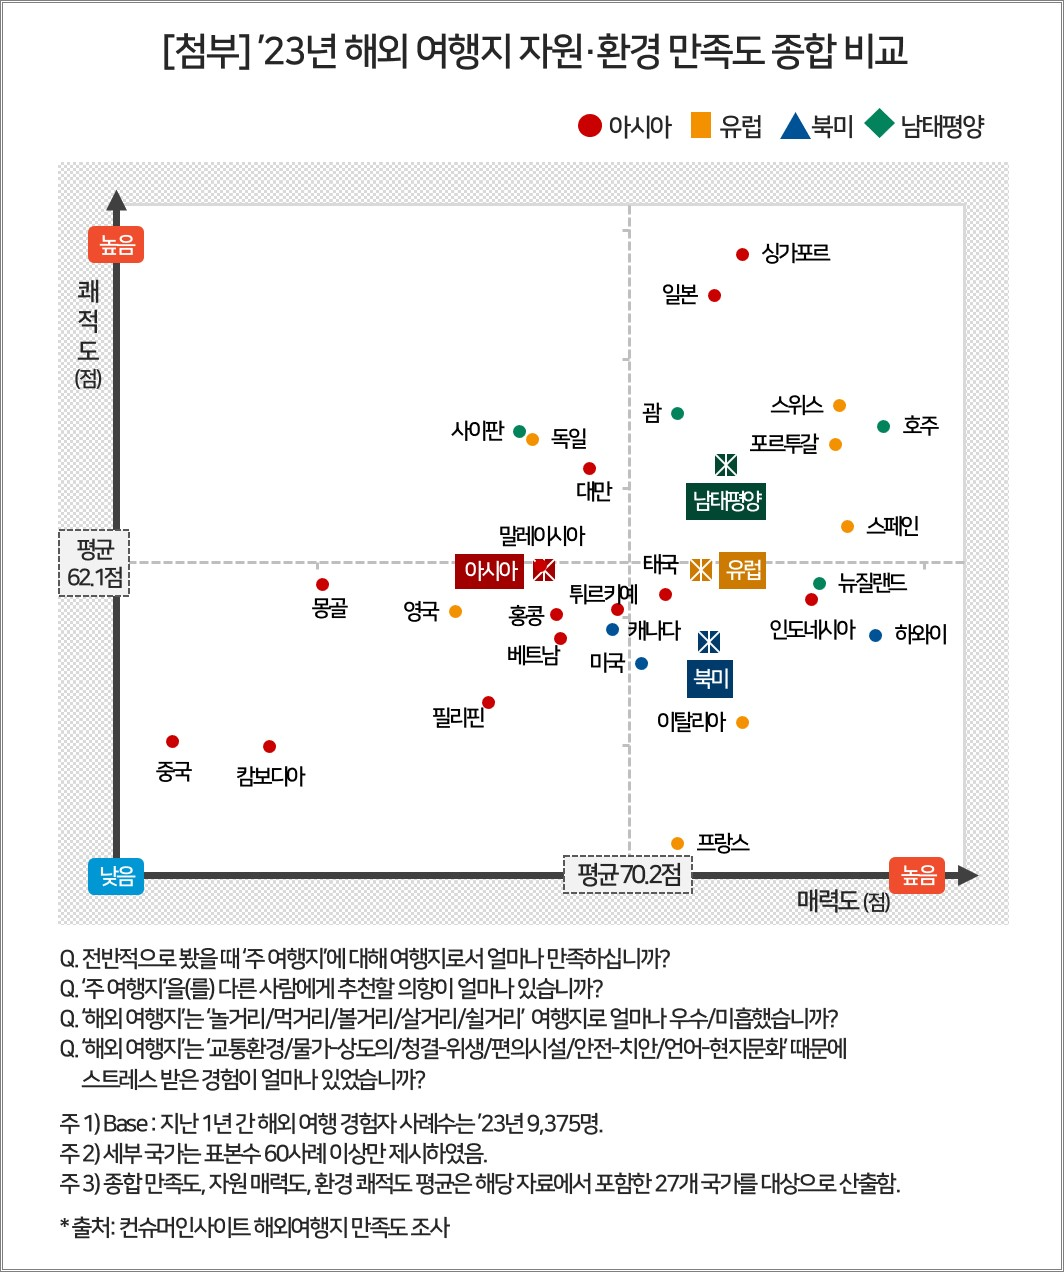 [첨부] ’23년 해외 여행지 자원·환경 만족도 종합 비교
아시아 유럽 북미 남태평양
높음
쾌적도
(점)
싱가포르
일본
괌
스위스
호주
사이판
독일
포르투갈
대만
남태평양
스페인
말레이시아
평균
62.1점
아시아
태국
유럽
뉴질랜드
몽골
튀르키예
영국
홍콩
캐나다
인도네시아
하와이
베트남
미국
북미
필리핀
이탈리아
중국
캄보디아
프랑스
낮음
평균 70.2점
높음
매력도 (점)
Q. 전반적으로 봤을 때 ‘주 여행지’에 대해 여행지로서 얼마나 만족하십니까?
Q. ‘주 여행지‘을(를) 다른 사람에게 추천할 의향이 얼마나 있습니까?
Q. ‘해외 여행지’는 ‘놀거리/먹거리/볼거리/살거리/쉴거리’ 여행지로 얼마나 우수/미흡했습니까?
Q. ‘해외 여행지’는 ‘교통환경/물가-상도의/청결-위생/편의시설/안전-치안/언어-현지문화’ 때문에
스트레스 받은 경험이 얼마나 있었습니까?
주 1) Base : 지난 1년 간 해외 여행 경험자 사례수는 ’23년 9,375명.
주 2) 세부 국가는 표본수 60사례 이상만 제시하였음.
주 3) 종합 만족도, 자원 매력도, 환경 쾌적도 평균은 해당 자료에서 포함한 27개 국가를 대상으로 산출함.
* 출처: 컨슈머인사이트 해외여행지 만족도 조사